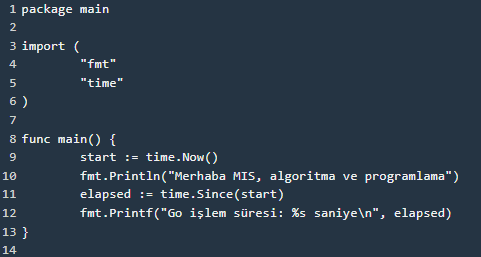 1 package main
2
3 import (
4 "fmt"
5 "time"
6 )
7
8 func main() {
9 start := time.Now()
10 fmt.Println("Merhaba MIS, algoritma ve programlama")
11 elapsed := time.Since(start)
12 fmt.Printf("Go işlem süresi: %s saniye\n", elapsed)
13 }
14